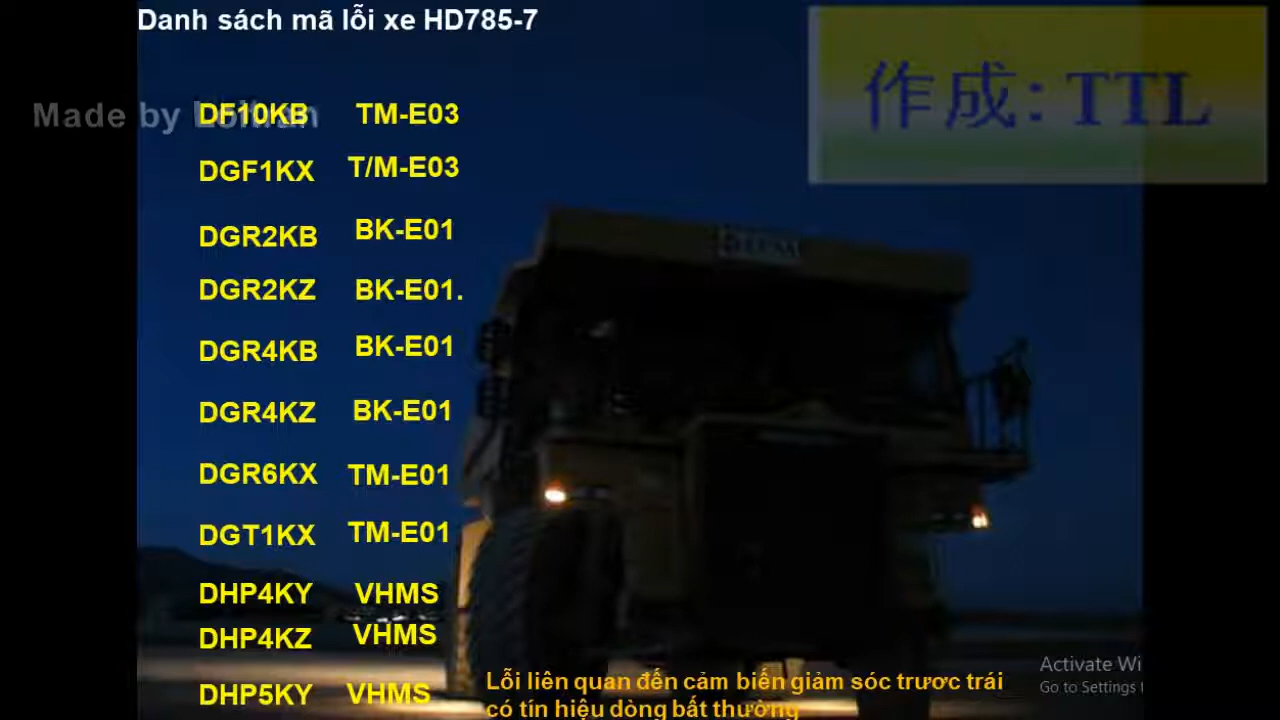 Danh sách mã lỗi xe HD785-7
作成: TTL
Made by
DF10KB TM-E03
DGF1KX T/M-E03
DGR2KB BK-E01
DGR2KZ BK-E01.
DGR4KB BK-E01
DGR4KZ BK-E01
DGR6KX TM-E01
DGT1KX TM-E01
DHP4KY VHMS
DHP4KZ VHMS
DHP5KY VHMS
Lỗi liên quan đến cảm biến giảm sóc trươc trái
có tín hiệu dòng bất thường
Activate Wi
Go to Settings t